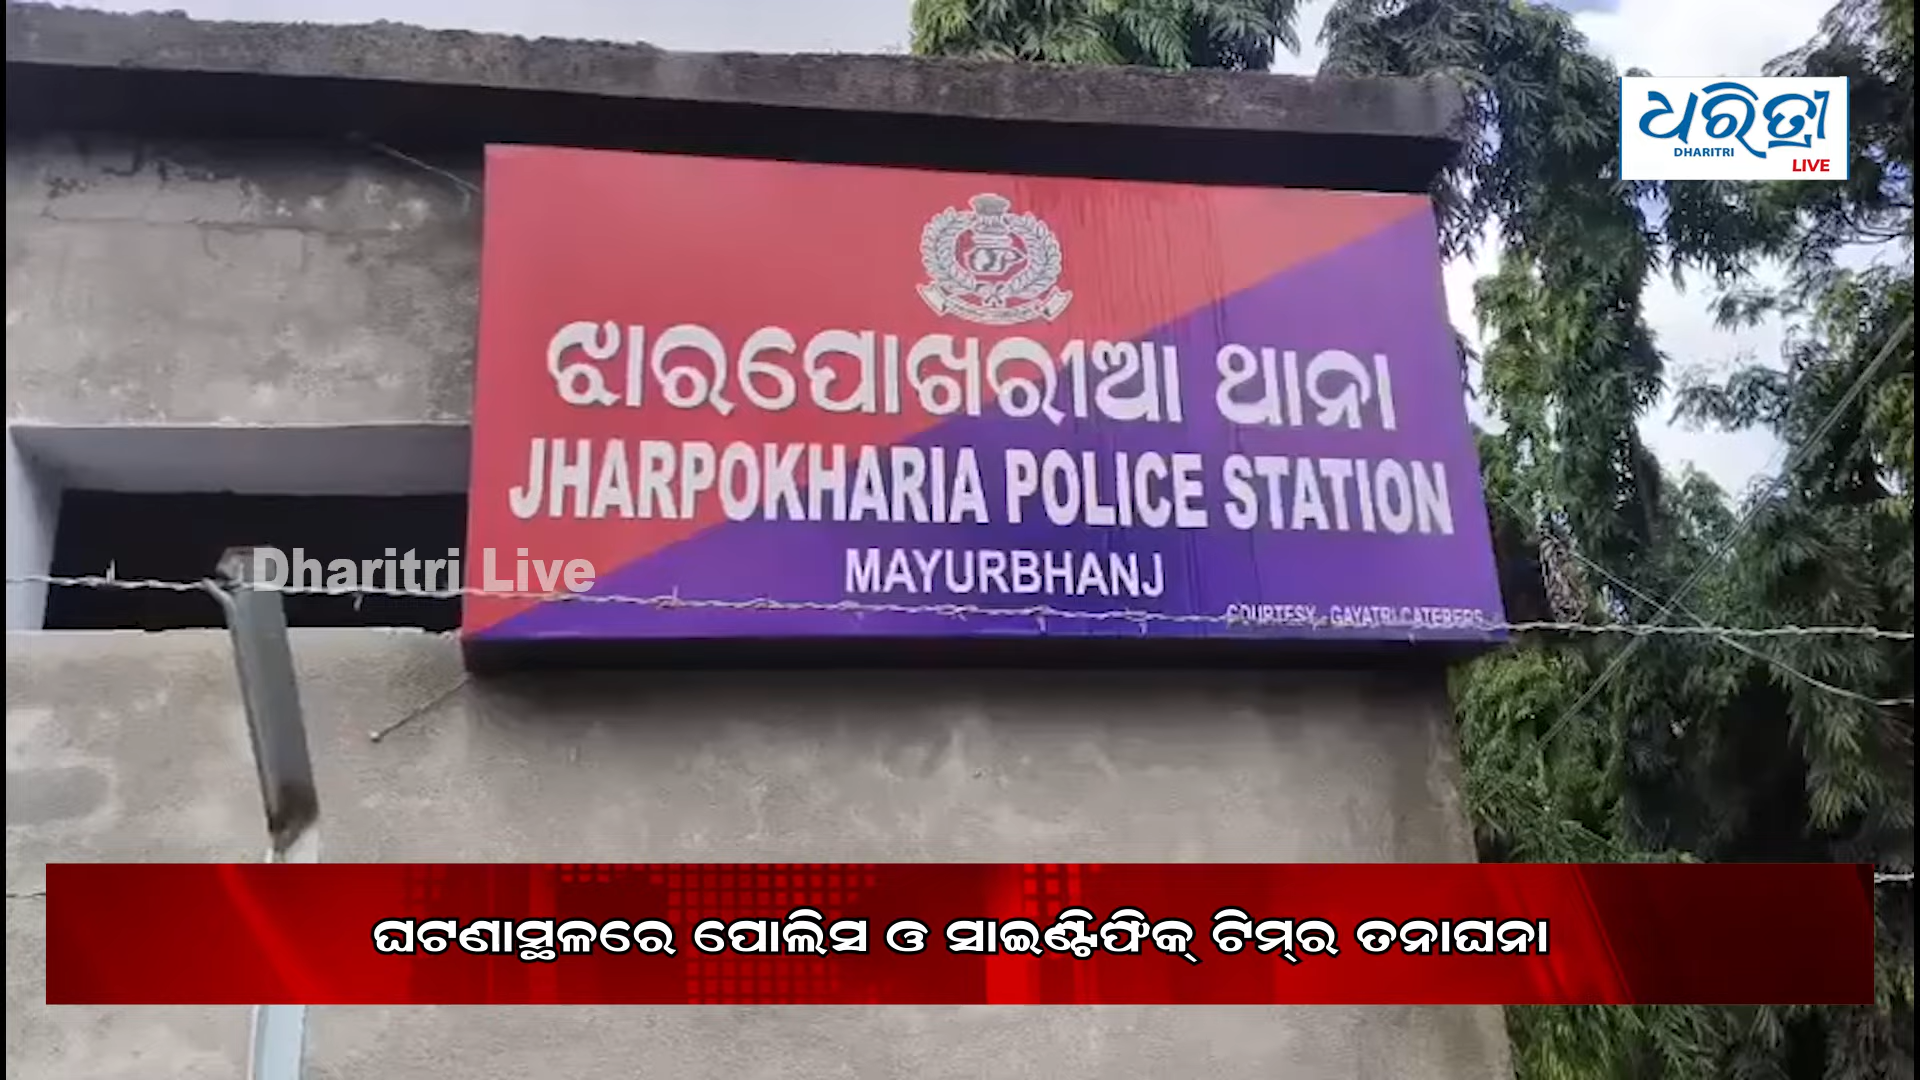 ଧରିତ୍ରୀ
DHARITRI
LIVE
ଝାରପୋଖରୀଆ ଥାନା
JHARPOKHARIA POLICE STATION
MAYURBHANJ
COURTESY - GAYATRI CATERERS
Dharitri Live
ଘଟଣାସ୍ଥଳରେ ପୋଲିସ ଓ ସାଇଣ୍ଟିଫିକ୍ ଟିମ୍‌ର ତନାଘନା